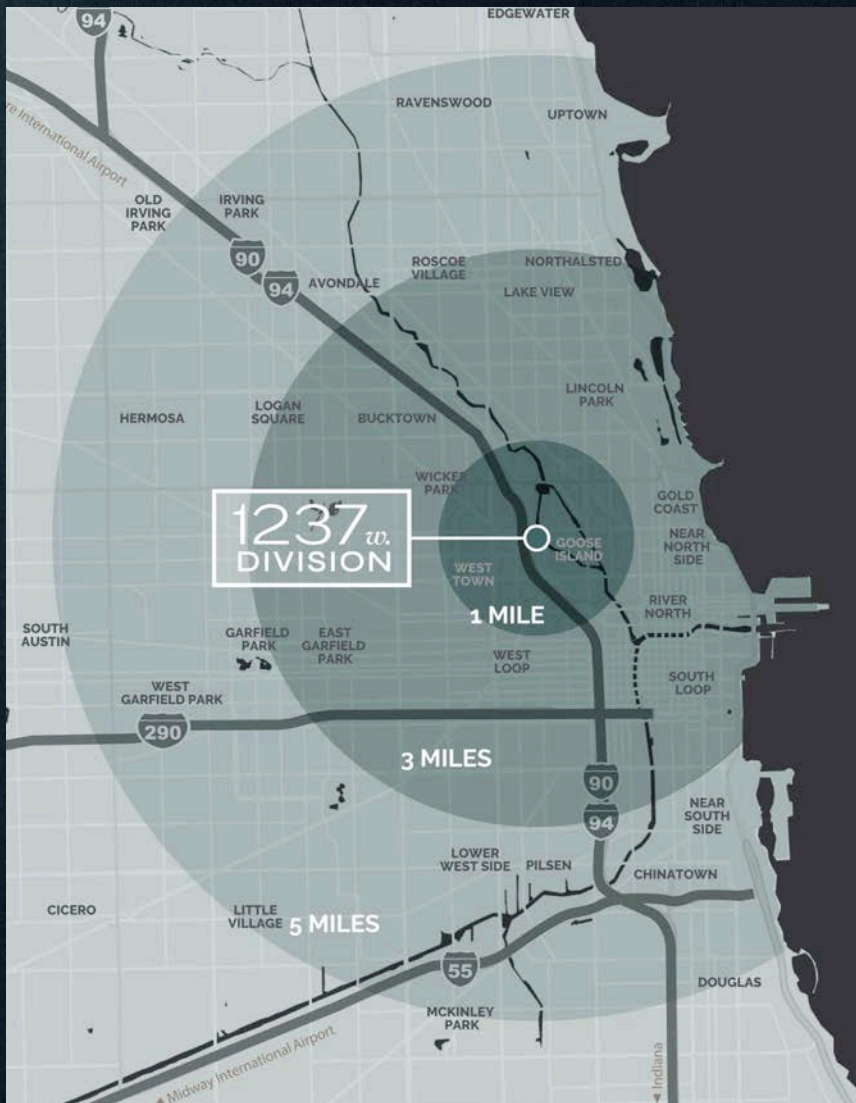 EDGEWATER
94
RAVENSWOOD
UPTOWN
International Airport
OLD
IRVING
PARK
IRVING
PARK
90
94
AVONDALE
ROSCOE
VILLAGE
NORTHALSTED
LAKE VIEW
LINCOLN
PARK
HERMOSA
LOGAN
SQUARE
BUCKTOWN
WICKER
PARK
GOLD
COAST
1237 w.
DIVISION
GOOSE
ISLAND
NEAR
NORTH
SIDE
WEST
TOWN
RIVER
NORTH
1 MILE
SOUTH
AUSTIN
GARFIELD
PARK
EAST
GARFIELD
PARK
WEST
LOOP
SOUTH
LOOP
WEST
GARFIELD PARK
290
3 MILES
90
94
NEAR
SOUTH
SIDE
LOWER
WEST SIDE
PILSEN
CHINATOWN
CICERO
LITTLE
VILLAGE
5 MILES
55
DOUGLAS
MCKINLEY
PARK
◄ Midway International Airport
◄ Indiana